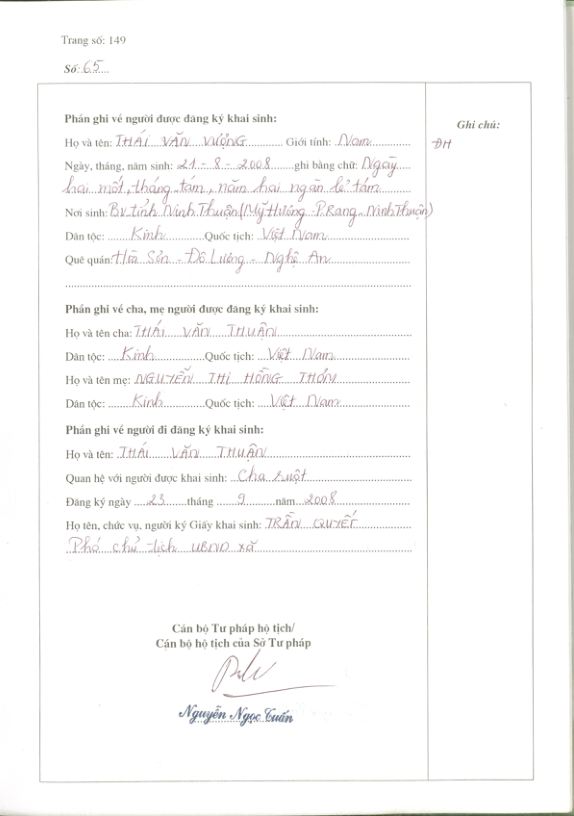 Trang số: 149
Số: 65
Phần ghi về người được đăng ký khai sinh:
Ghi chú:
Họ và tên: THÁI VĂN VƯỢNG Giới tính: Nam
ĐH
Ngày, tháng, năm sinh: 21-8-2008 ghi bằng chữ: Ngày
hai mốt, tháng tám, năm hai ngàn lẻ tám
Nơi sinh: Bv tỉnh Ninh Thuận (Mỹ Hương - P.Rang - Ninh Thuận)
Dân tộc: Kinh Quốc tịch: Việt Nam
Quê quán: Hòa Sơn - Đô Lương - Nghệ An
Phần ghi về cha, mẹ người được đăng ký khai sinh:
Họ và tên cha: THÁI VĂN THUẬN
Dân tộc: Kinh Quốc tịch: Việt Nam
Họ và tên mẹ: NGUYỄN THỊ HỒNG
Dân tộc: Kinh Quốc tịch: Việt Nam
Phần ghi về người đi đăng ký khai sinh:
Họ và tên: THÁI VĂN THUẬN
Quan hệ với người được khai sinh: Cha ruột
Đăng ký ngày 23 tháng 9 năm 2008
Họ tên, chức vụ, người ký Giấy khai sinh: TRẦN QUYẾT
Phó chủ tịch UBND xã
Cán bộ Tư pháp hộ tịch/
Cán bộ hộ tịch của Sở Tư pháp
Nguyễn Ngọc Tuấn